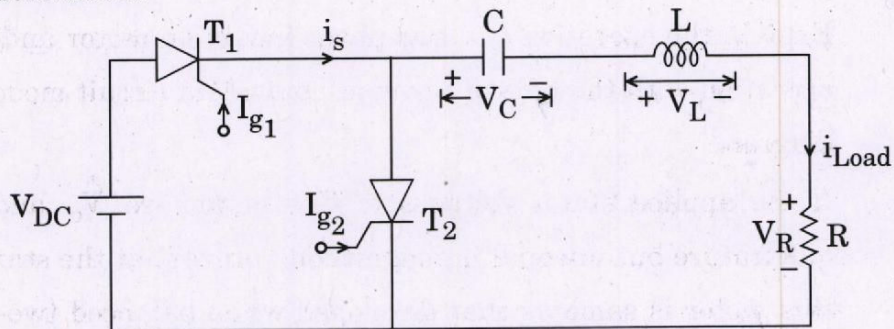 T1
is
C
L
Ig1
+ VC −
+ VL
iLoad
VDC
Ig2
T2
+
VR
R
−